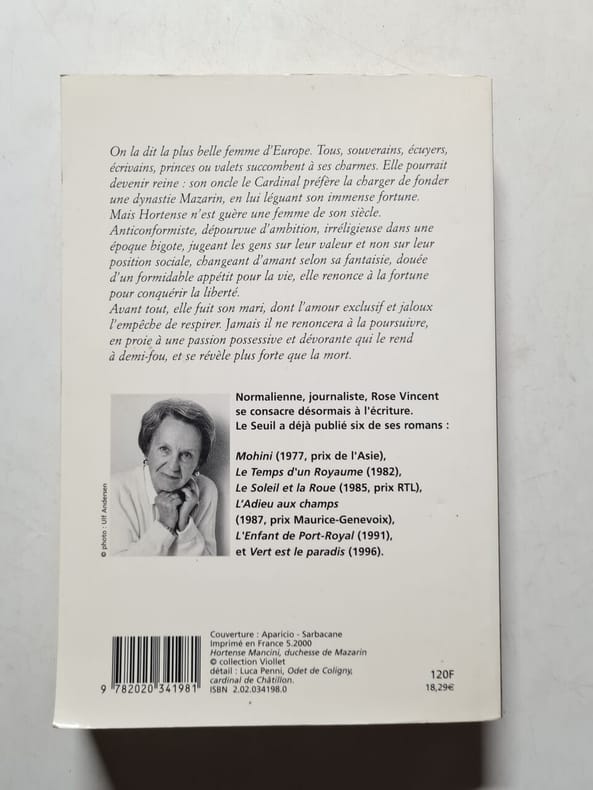 On la dit la plus belle femme d'Europe. Tous, souverains, écuyers,
écrivains, princes ou valets succombent à ses charmes. Elle pourrait
devenir reine : son oncle le Cardinal préfère la charger de fonder
une dynastie Mazarin, en lui léguant son immense fortune.
Mais Hortense n'est guère une femme de son siècle.
Anticonformiste, dépourvue d'ambition, irréligieuse dans une
époque bigote, jugeant les gens sur leur valeur et non sur leur
position sociale, changeant d'amant selon sa fantaisie, douée
d'un formidable appétit pour la vie, elle renonce à la fortune
pour conquérir la liberté.
Avant tout, elle fuit son mari, dont l'amour exclusif et jaloux
l'empêche de respirer. Jamais il ne renoncera à la poursuivre,
en proie à une passion possessive et dévorante qui le rend
à demi-fou, et se révèle plus forte que la mort.
Normalienne, journaliste, Rose Vincent
se consacre désormais à l'écriture.
Le Seuil a déjà publié six de ses romans :
Mohini (1977, prix de l'Asie),
Le Temps d'un Royaume (1982),
Le Soleil et la Roue (1985, prix RTL),
L'Adieu aux champs
(1987, prix Maurice-Genevoix),
L'Enfant de Port-Royal (1991),
et Vert est le paradis (1996).
© photo : Ulf Andersen
Couverture : Aparicio - Sarbacane
Imprimé en France 5.2000
Hortense Mancini, duchesse de Mazarin
© collection Viollet
détail : Luca Penni, Odet de Coligny,
cardinal de Châtillon.
ISBN 2.02.034198.0
9 782020 341981
120F
18,29€